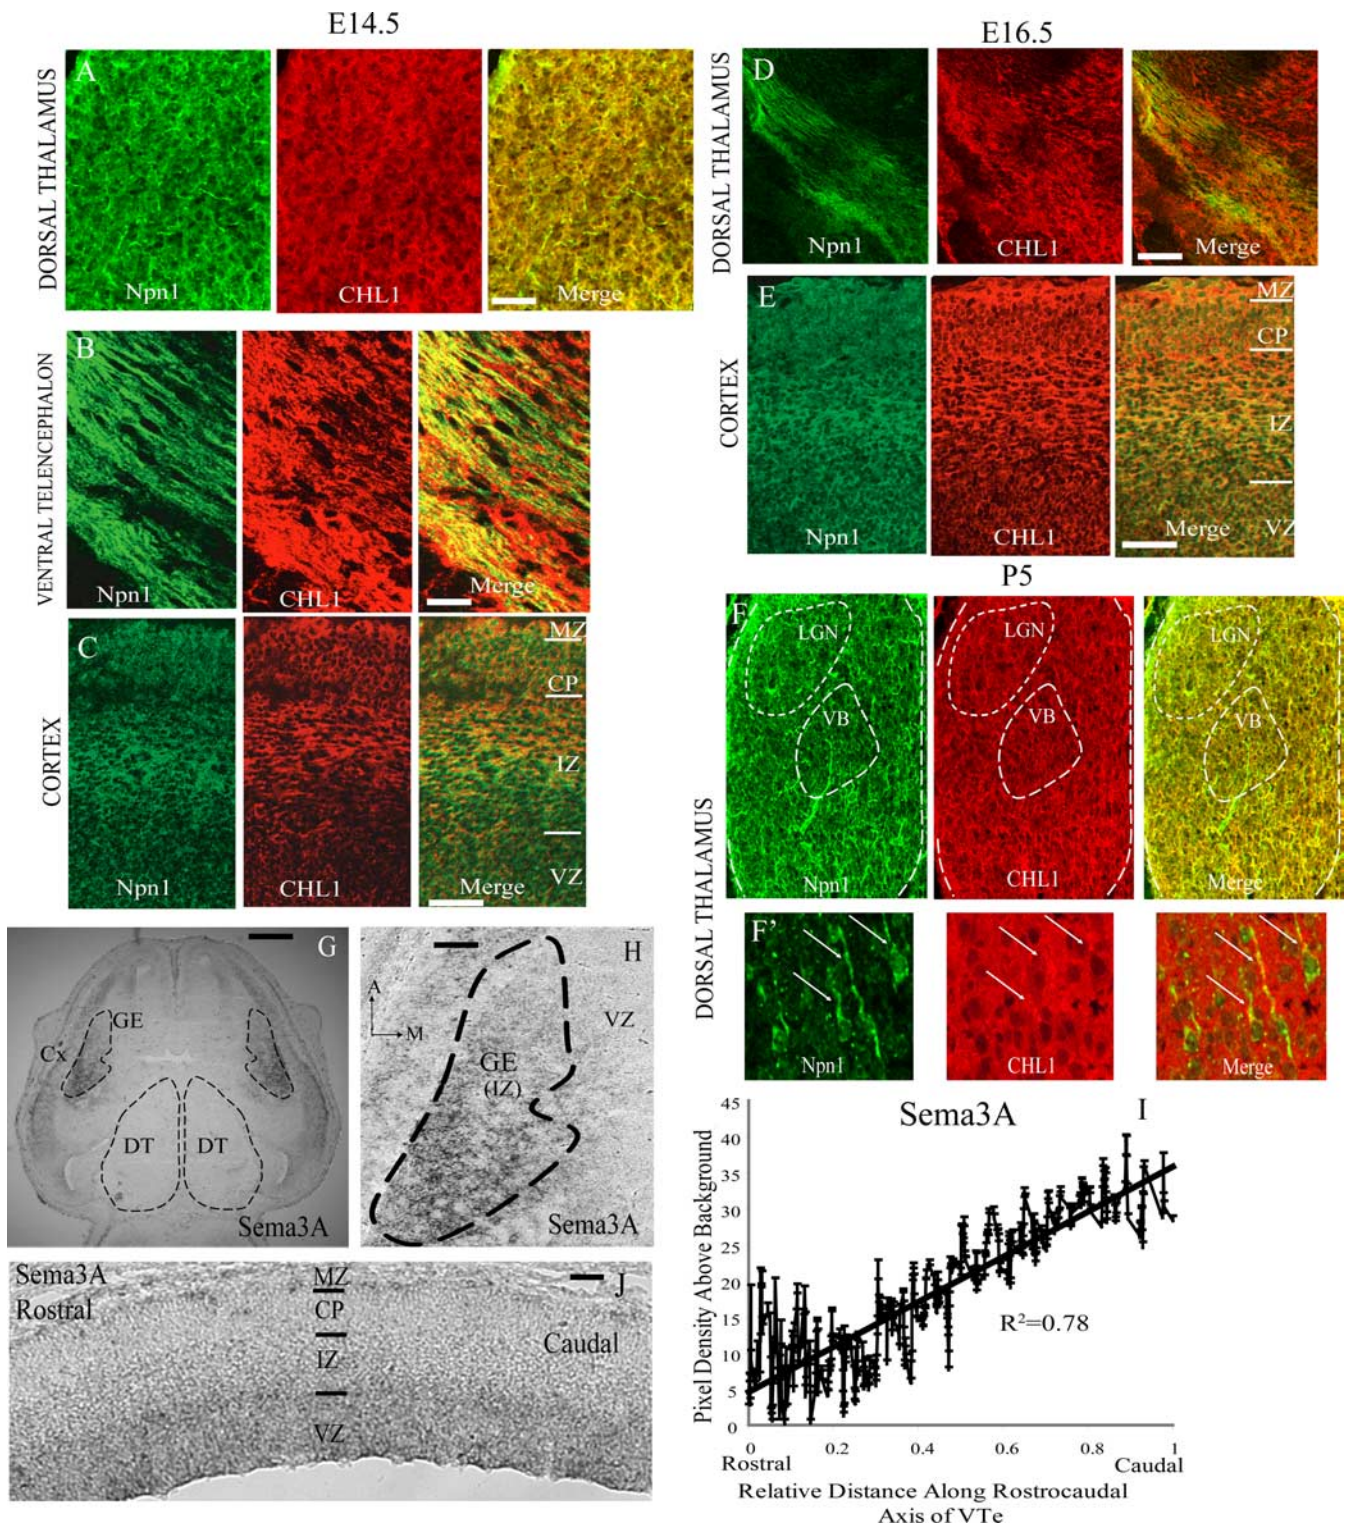 E14.5
DORSAL THALAMUS
A
Npn1
CHL1
Merge
VENTRAL TELENCEPHALON
B
Npn1
CHL1
Merge
CORTEX
C
Npn1
CHL1
Merge
MZ
CP
IZ
VZ
E16.5
DORSAL THALAMUS
D
Npn1
CHL1
Merge
CORTEX
E
Npn1
CHL1
Merge
MZ
CP
IZ
VZ
P5
DORSAL THALAMUS
F
LGN
VB
Npn1
LGN
VB
CHL1
LGN
VB
Merge
F'
Npn1
CHL1
Merge
G
GE
Cx
DT
DT
Sema3A
H
A
M
VZ
GE
(IZ)
Sema3A
Sema3A
Rostral
MZ
CP
IZ
VZ
J
Caudal
Sema3A
I
Pixel Density Above Background
45
40
35
30
25
20
15
10
5
0
R²=0.78
0 0.2 0.4 0.6 0.8 1
Rostral
Caudal
Relative Distance Along Rostrocaudal
Axis of VTe